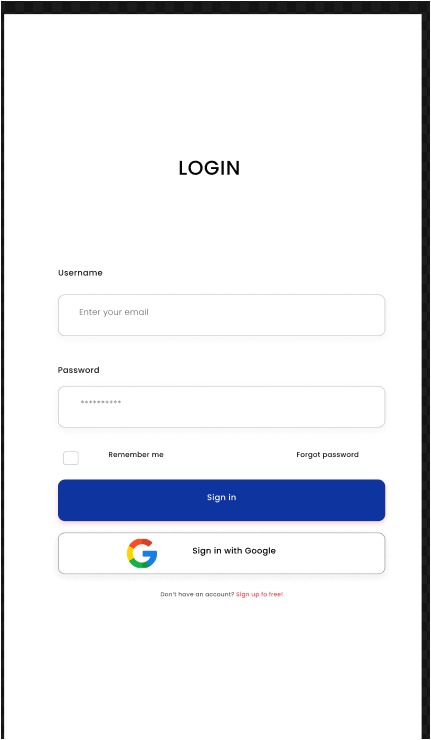 LOGIN
Username
Enter your email
Password
**********
Remember me
Forgot password
Sign in
Sign in with Google
Don't have an account? Sign up fo free!